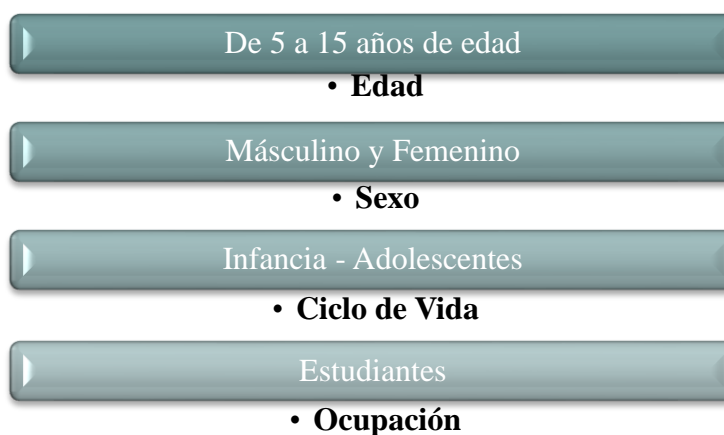 De 5 a 15 años de edad
• Edad
Másculino y Femenino
• Sexo
Infancia - Adolescentes
• Ciclo de Vida
Estudiantes
• Ocupación